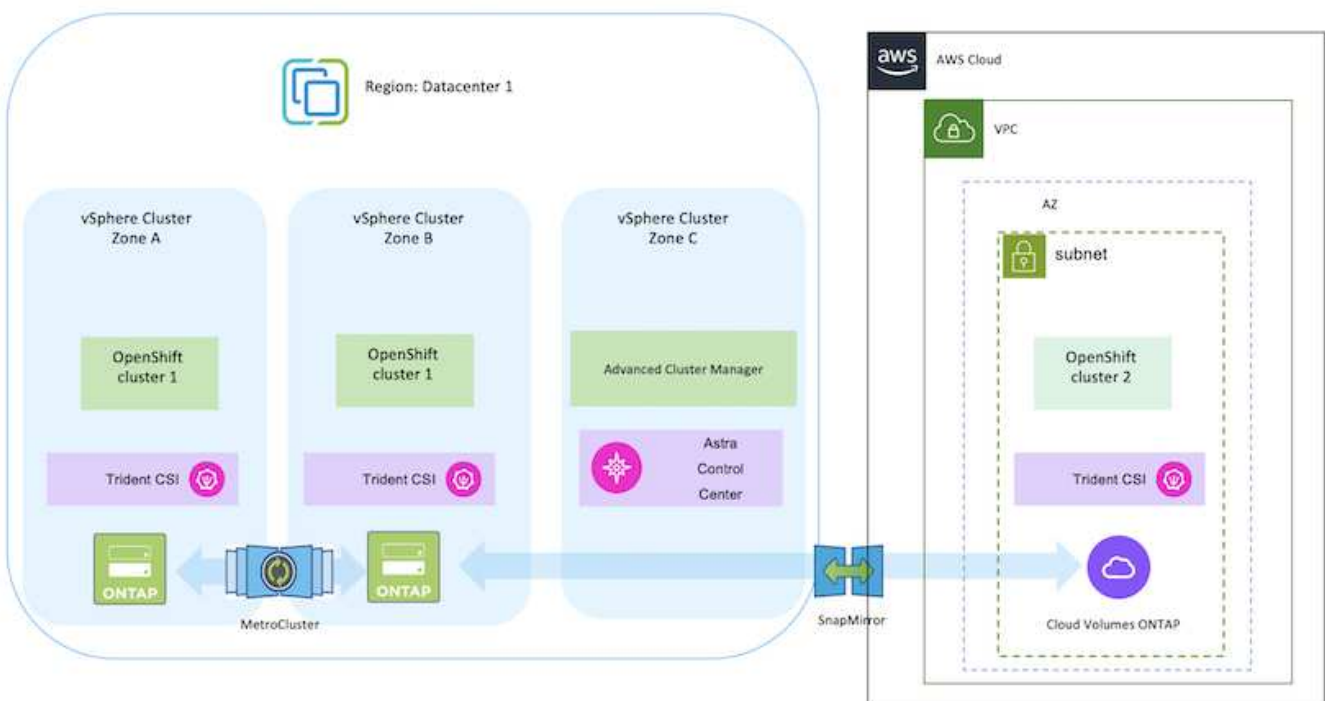 Region: Datacenter 1
vSphere Cluster
Zone A
vSphere Cluster
Zone B
vSphere Cluster
Zone C
OpenShift
cluster 1
OpenShift
cluster 1
Advanced Cluster Manager
Trident CSI
Trident CSI
Astra
Control
Center
ONTAP
ONTAP
MetroCluster
SnapMirror
aws
AWS Cloud
VPC
AZ
subnet
OpenShift
cluster 2
Trident CSI
Cloud Volumes ONTAP